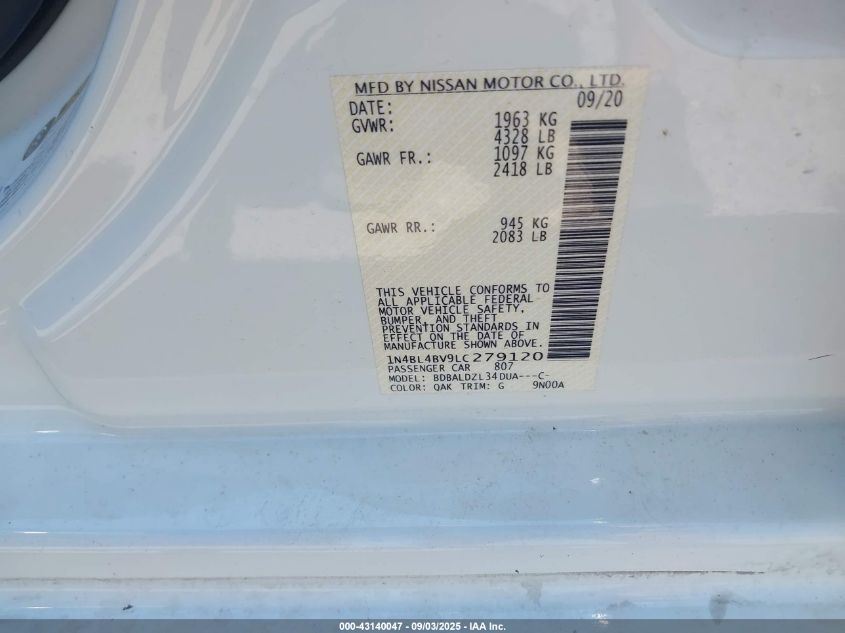 MFD BY NISSAN MOTOR CO., LTD.
DATE: 09/20
GVWR: 1963 KG
4328 LB
GAWR FR.: 1097 KG
2418 LB
GAWR RR.: 945 KG
2083 LB
THIS VEHICLE CONFORMS TO
ALL APPLICABLE FEDERAL
MOTOR VEHICLE SAFETY,
BUMPER, AND THEFT
PREVENTION STANDARDS IN
EFFECT ON THE DATE OF
MANUFACTURE SHOWN ABOVE.
1N4BL4BV9LC279120
PASSENGER CAR 807
MODEL: BDBALDZL34DUA---C-
COLOR: QAK TRIM: G 9N00A
000-43140047 - 09/03/2025 - IAA Inc.